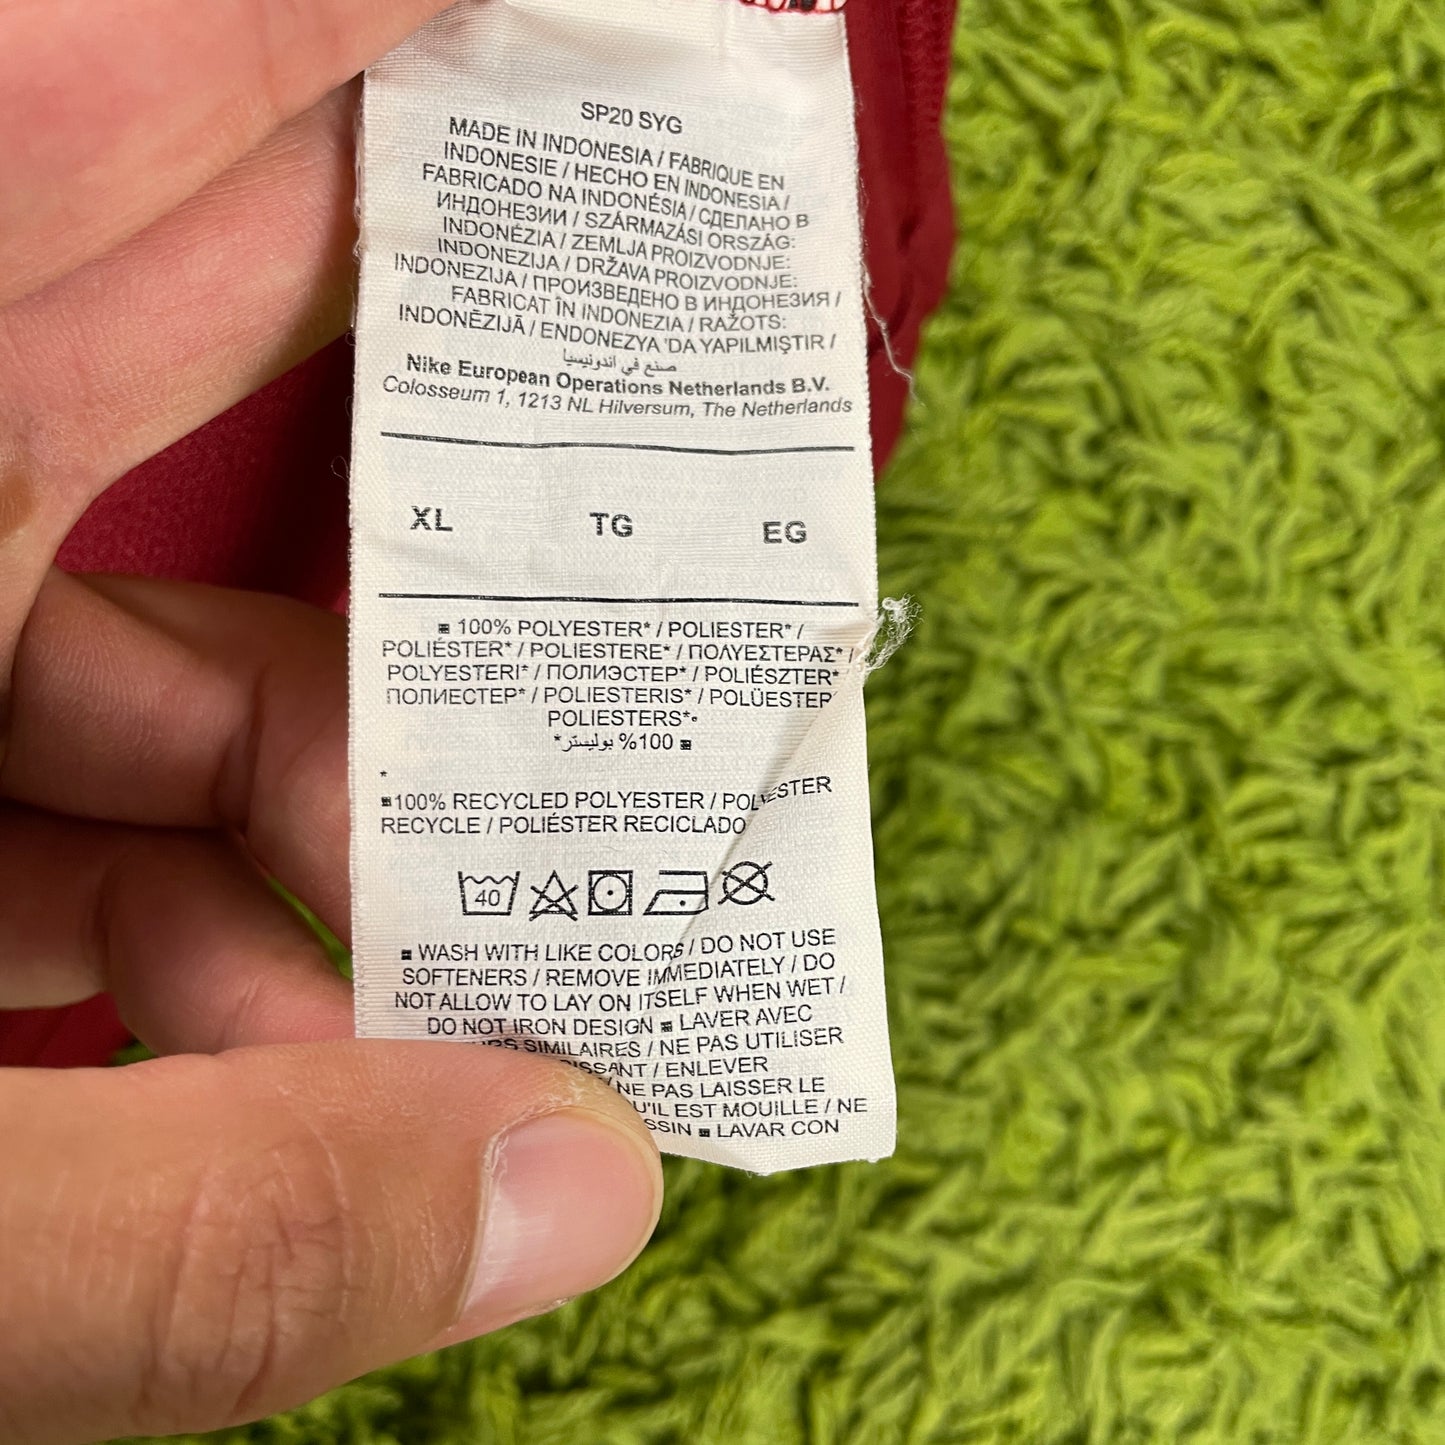 SP20 SYG
MADE IN INDONESIA / FABRIQUE EN
INDONESIE / HECHO EN INDONESIA /
FABRICADO NA INDONÉSIA / СДЕЛАНО В
ИНДОНЕЗИИ / SZÁRMAZÁSI ORSZÁG:
INDONÉZIA / ZEMLJA PROIZVODNJE:
INDONEZIJA / DRŽAVA PROIZVODNJE:
INDONEZIJA / ПРОИЗВЕДЕНО В ИНДОНЕЗИЯ /
FABRICAT ÎN INDONEZIA / RAŽOTS:
INDONĒZIJĀ / ENDONEZYA 'DA YAPILMIŞTIR /
صنع في اندونيسيا
Nike European Operations Netherlands B.V.
Colosseum 1, 1213 NL Hilversum, The Netherlands
XL TG EG
100% POLYESTER* / POLIESTER* /
POLIÉSTER* / POLIESTERE* / ΠΟΛΥΕΣΤΕΡΑΣ* /
POLYESTERI* / ПОЛИЭСТЕР* / POLIÉSZTER*
ПОЛИЕСТЕР* / POLIESTERIS* / POLÜESTER
POLIESTERS*
100% بوليستر*
*
100% RECYCLED POLYESTER / POLYESTER
RECYCLE / POLIÉSTER RECICLADO
40
WASH WITH LIKE COLORS / DO NOT USE
SOFTENERS / REMOVE IMMEDIATELY / DO
NOT ALLOW TO LAY ON ITSELF WHEN WET /
DO NOT IRON DESIGN LAVER AVEC
SIMILAIRES / NE PAS UTILISER
/ ENLEVER
/ NE PAS LAISSER LE
U'IL EST MOUILLE / NE
SSIN LAVAR CON